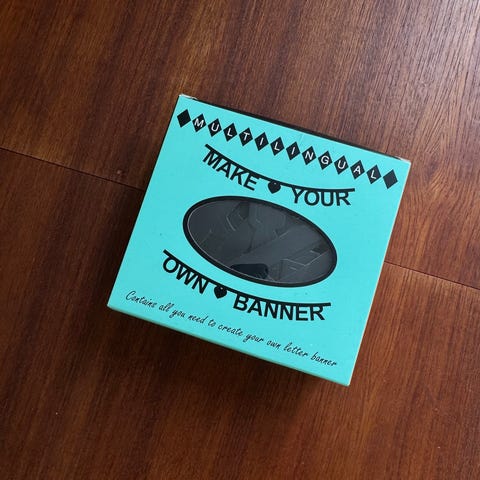 MULTILINGUAL
MAKE YOUR
OWN BANNER
Contains all you need to create your own letter banner